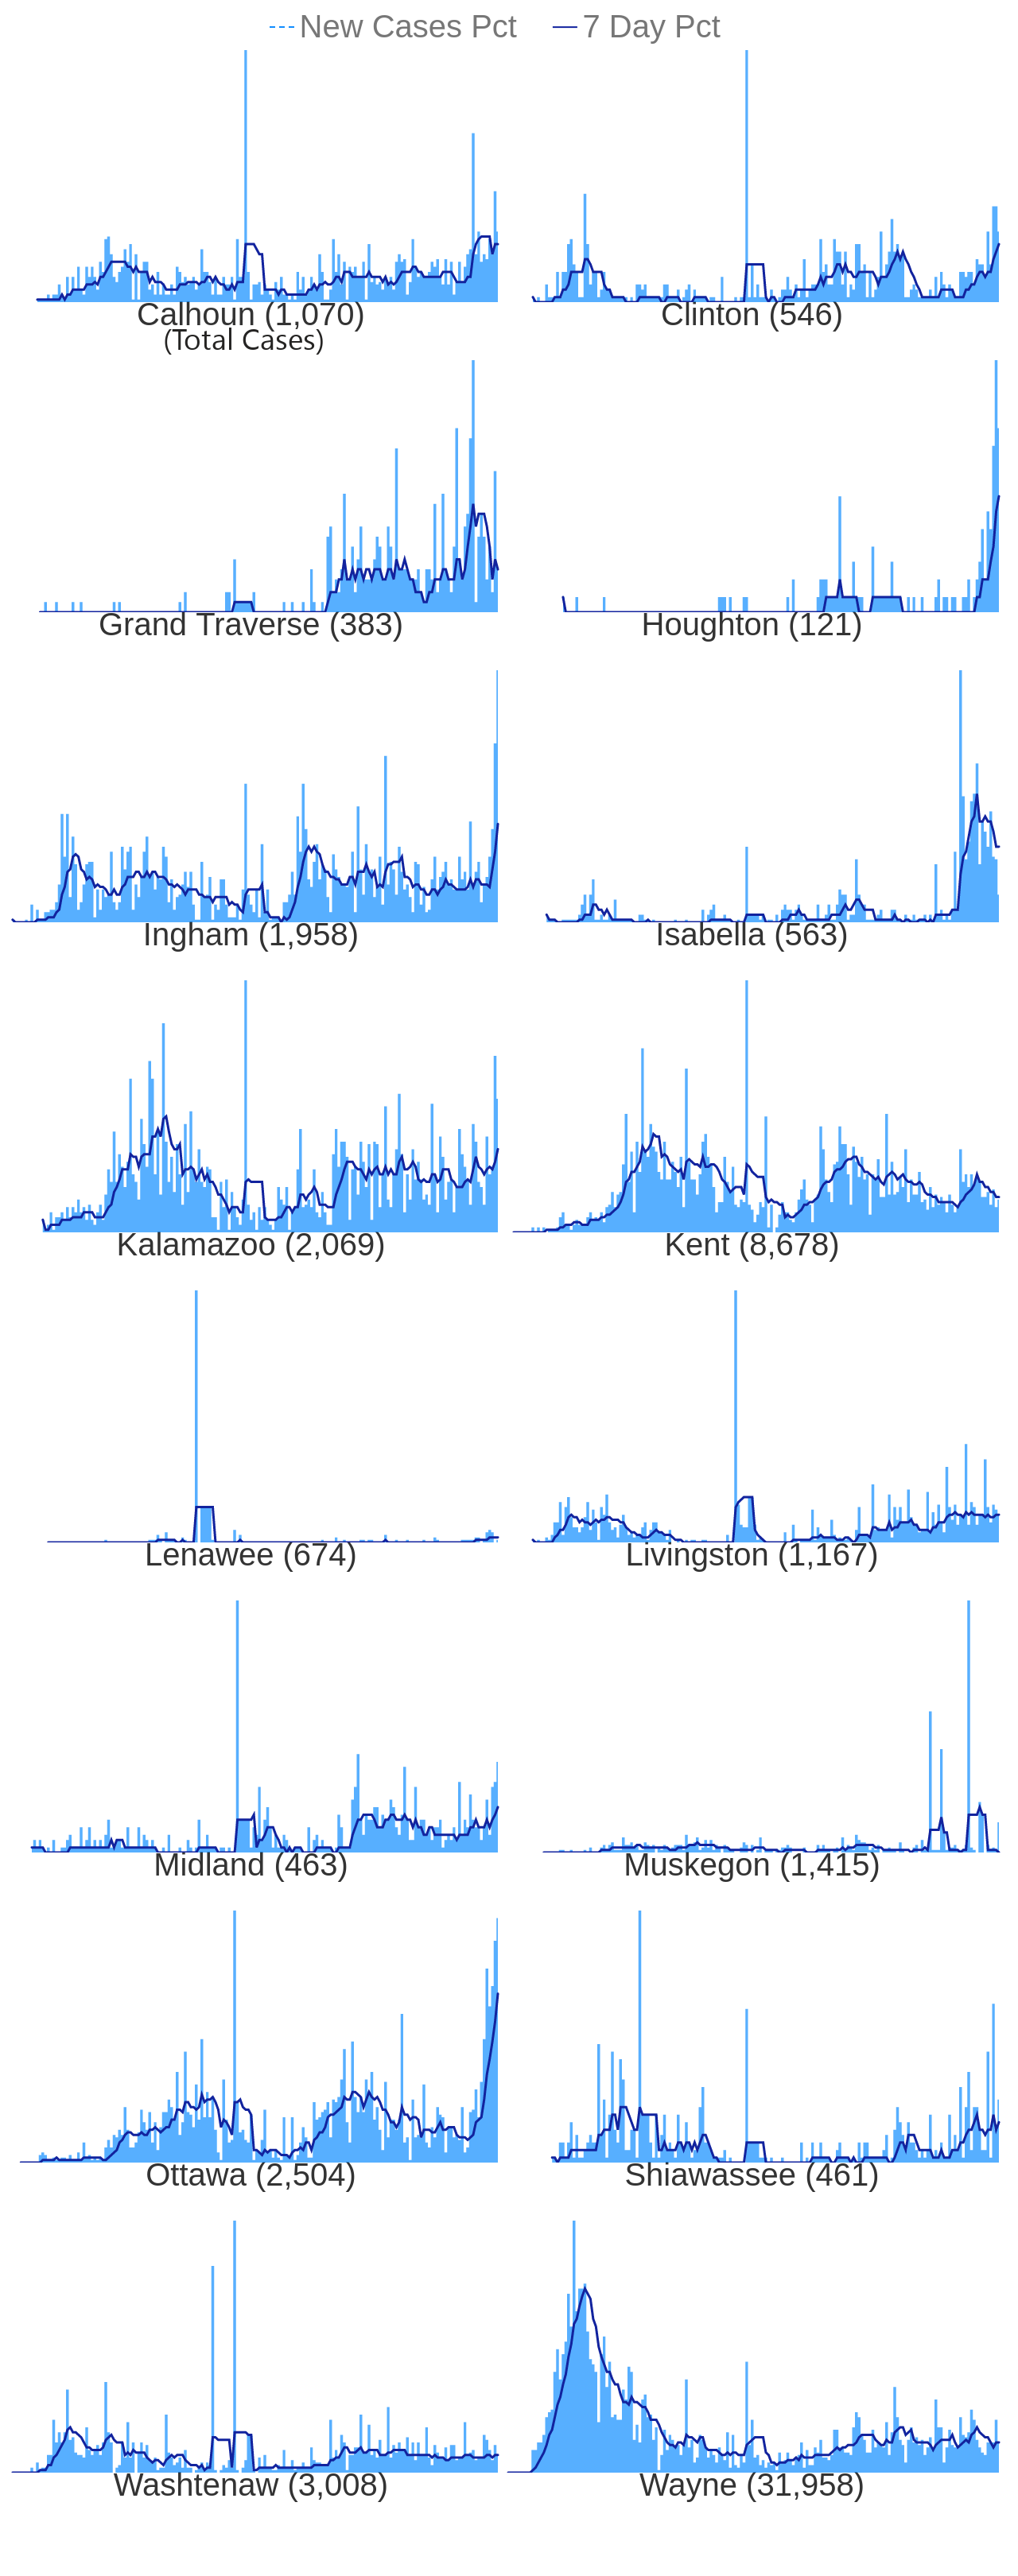 New Cases Pct 7 Day Pct
Calhoun (1,070) Clinton (546)
(Total Cases)
Grand Traverse (383) Houghton (121)
Ingham (1,958) Isabella (563)
Kalamazoo (2,069) Kent (8,678)
Lenawee (674) Livingston (1,167)
Midland (463) Muskegon (1,415)
Ottawa (2,504) Shiawassee (461)
Washtenaw (3,008) Wayne (31,958)